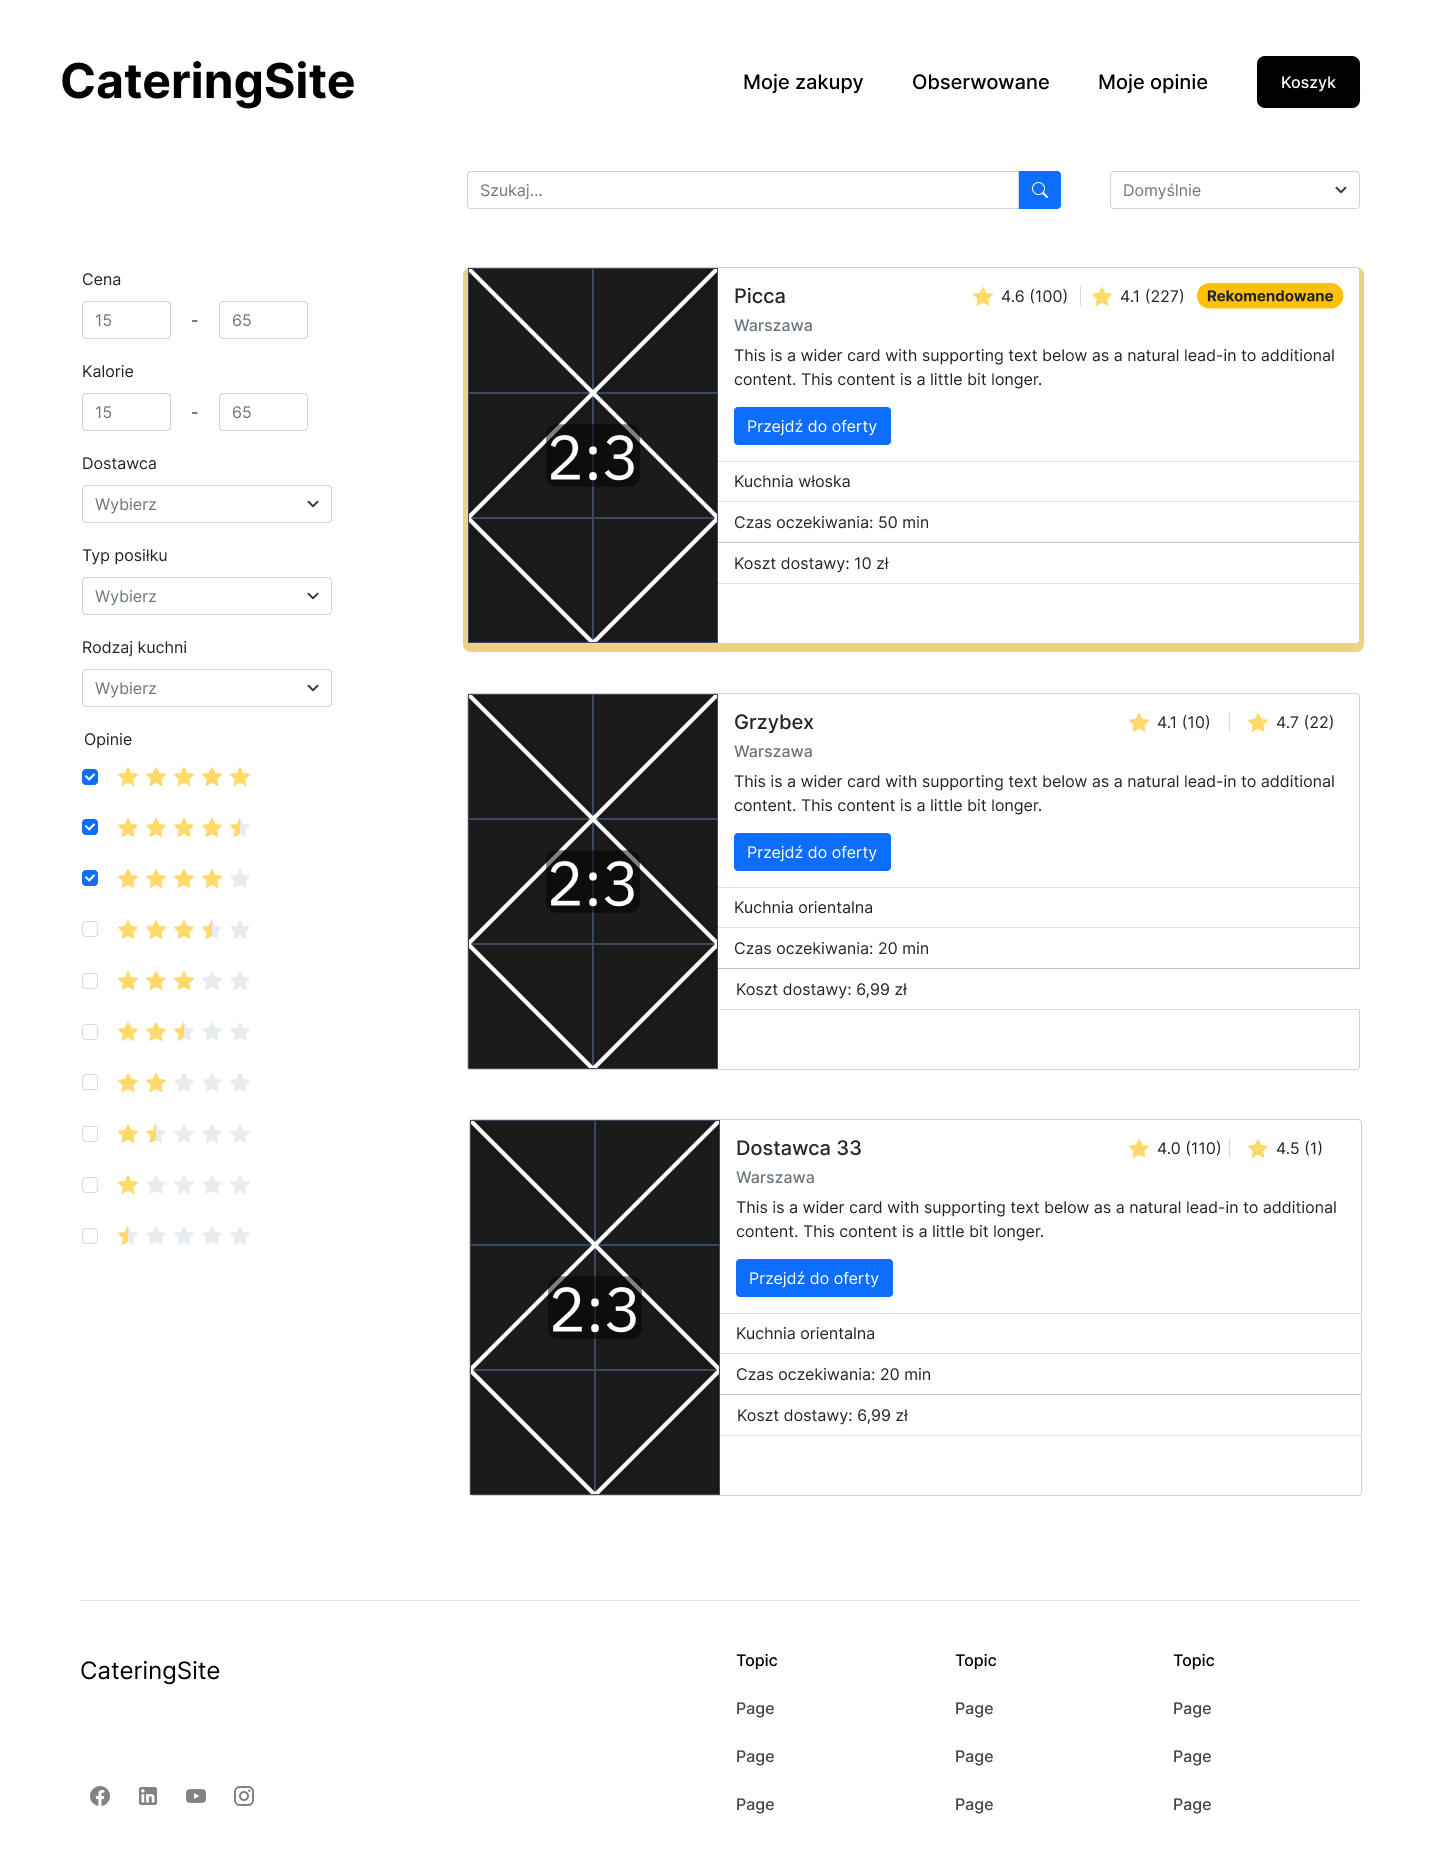 CateringSite
Moje zakupy
Obserwowane
Moje opinie
Koszyk
Szukaj...
Domyślnie
Cena
15 - 65
Kalorie
15 - 65
Dostawca
Wybierz
Typ posiłku
Wybierz
Rodzaj kuchni
Wybierz
Opinie
2:3
Picca
4.6 (100)
4.1 (227)
Rekomendowane
Warszawa
This is a wider card with supporting text below as a natural lead-in to additional
content. This content is a little bit longer.
Przejdź do oferty
Kuchnia włoska
Czas oczekiwania: 50 min
Koszt dostawy: 10 zł
2:3
Grzybex
4.1 (10)
4.7 (22)
Warszawa
This is a wider card with supporting text below as a natural lead-in to additional
content. This content is a little bit longer.
Przejdź do oferty
Kuchnia orientalna
Czas oczekiwania: 20 min
Koszt dostawy: 6,99 zł
2:3
Dostawca 33
4.0 (110)
4.5 (1)
Warszawa
This is a wider card with supporting text below as a natural lead-in to additional
content. This content is a little bit longer.
Przejdź do oferty
Kuchnia orientalna
Czas oczekiwania: 20 min
Koszt dostawy: 6,99 zł
CateringSite
Topic
Page
Page
Page
Topic
Page
Page
Page
Topic
Page
Page
Page